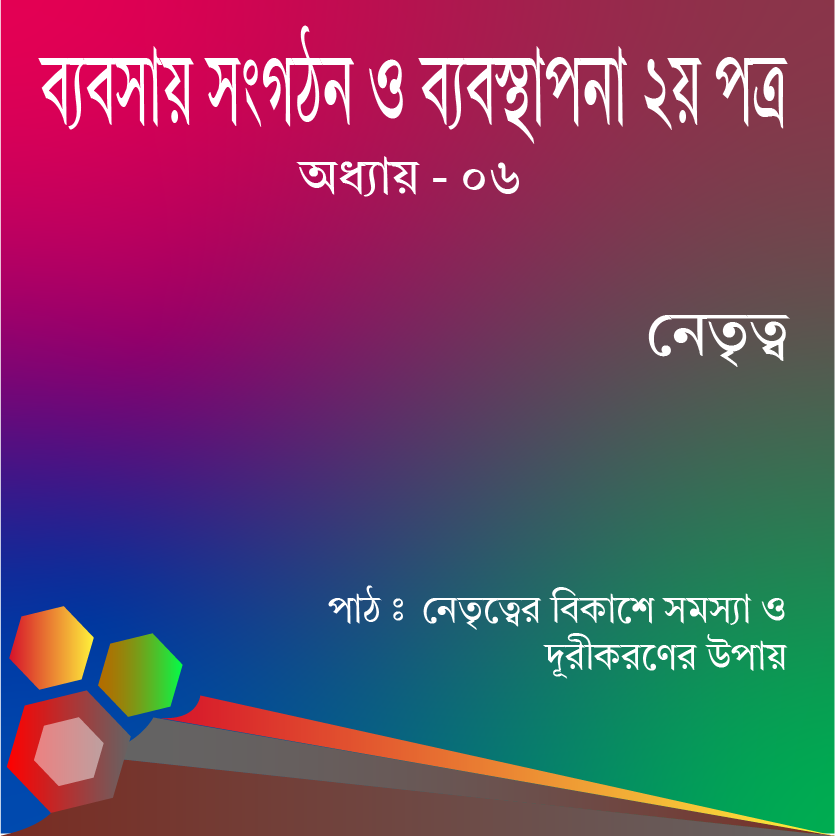 ব্যবসায় সংগঠন ও ব্যবস্থাপনা ২য় পত্র
অধ্যায় - ০৬
নেতৃত্ব
পাঠ ঃ নেতৃত্বের বিকাশে সমস্যা ও
দূরীকরণের উপায়